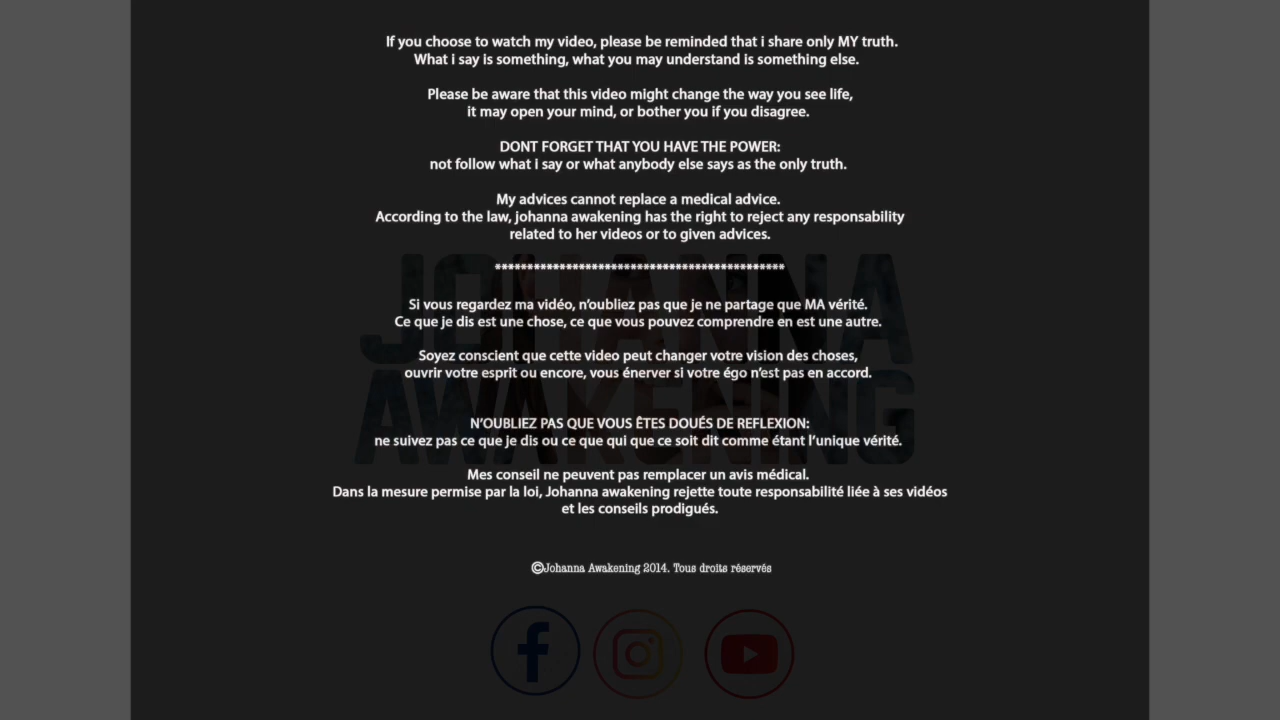 If you choose to watch my video, please be reminded that i share only MY truth.
What i say is something, what you may understand is something else.
Please be aware that this video might change the way you see life,
it may open your mind, or bother you if you disagree.
DONT FORGET THAT YOU HAVE THE POWER:
not follow what i say or what anybody else says as the only truth.
My advices cannot replace a medical advice.
According to the law, johanna awakening has the right to reject any responsability
related to her videos or to given advices.
*******************************************
JOHANNA
AWAKENING
Si vous regardez ma vidéo, n'oubliez pas que je ne partage que MA vérité.
Ce que je dis est une chose, ce que vous pouvez comprendre en est une autre.
Soyez conscient que cette video peut changer votre vision des choses,
ouvrir votre esprit ou encore, vous énerver si votre égo n'est pas en accord.
N'OUBLIEZ PAS QUE VOUS ÊTES DOUÉS DE REFLEXION:
ne suivez pas ce que je dis ou ce que qui que ce soit dit comme étant l'unique vérité.
Mes conseil ne peuvent pas remplacer un avis médical.
Dans la mesure permise par la loi, Johanna awakening rejette toute responsabilité liée à ses vidéos
et les conseils prodigués.
©Johanna Awakening 2014. Tous droits réservés